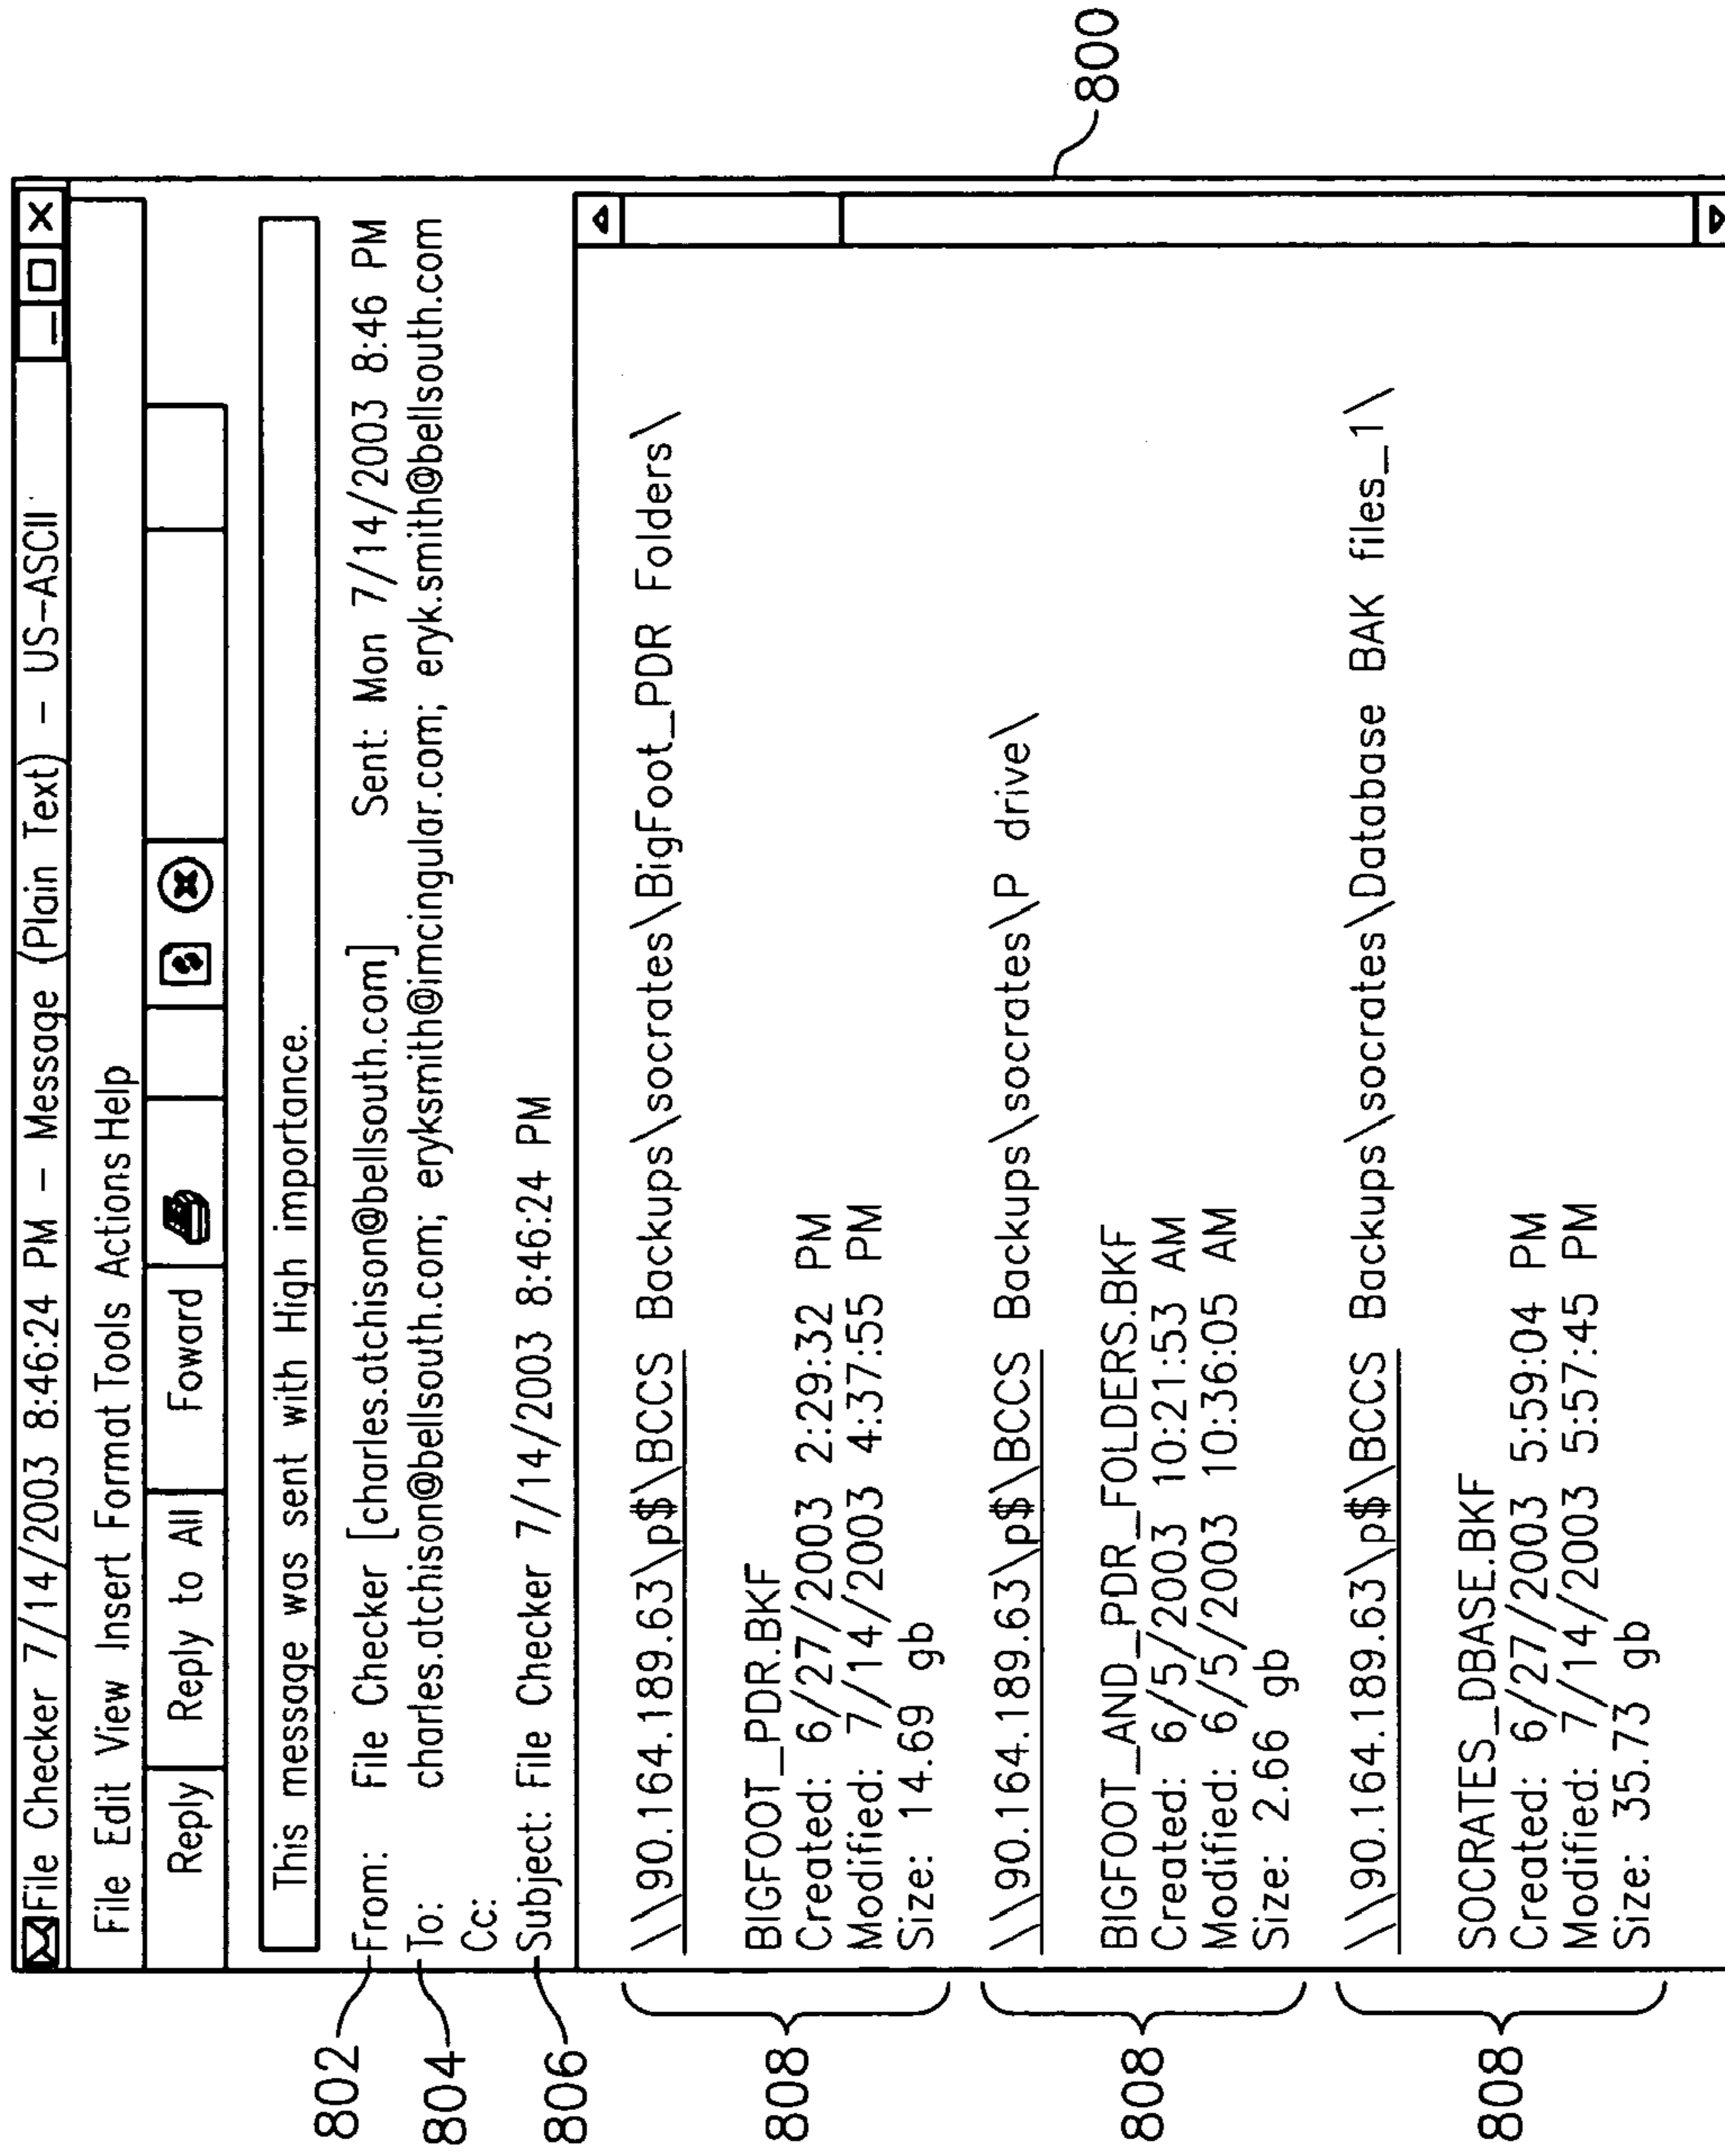 File Checker 7/14/2003 8:46:24 PM – Message (Plain Text) – US–ASCII
File Edit View Insert Format Tools Actions Help
Reply Reply to All Foward
This message was sent with High importance.
802 From: File Checker [charles.atchison@bellsouth.com] Sent: Mon 7/14/2003 8:46 PM
804 To: charles.atchison@bellsouth.com; eryksmith@imcingular.com; eryk.smith@bellsouth.com
Cc:
806 Subject: File Checker 7/14/2003 8:46:24 PM
\\90.164.189.63\p$\BCCS Backups\socrates\BigFoot_PDR Folders\
808
BIGFOOT_PDR.BKF
Created: 6/27/2003 2:29:32 PM
Modified: 7/14/2003 4:37:55 PM
Size: 14.69 gb
\\90.164.189.63\p$\BCCS Backups\socrates\P drive\
808
BIGFOOT_AND_PDR_FOLDERS.BKF
Created: 6/5/2003 10:21:53 AM
Modified: 6/5/2003 10:36:05 AM
Size: 2.66 gb
\\90.164.189.63\p$\BCCS Backups\socrates\Database BAK files_1\
808
SOCRATES_DBASE.BKF
Created: 6/27/2003 5:59:04 PM
Modified: 7/14/2003 5:57:45 PM
Size: 35.73 gb
800